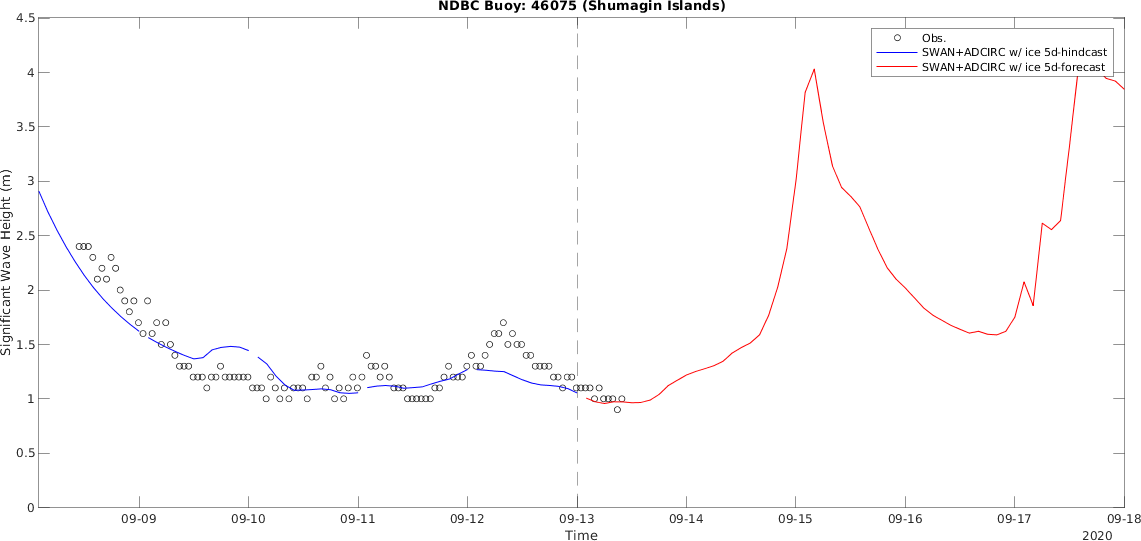 NDBC Buoy: 46075 (Shumagin Islands)
Obs.
SWAN+ADCIRC w/ ice 5d-hindcast
SWAN+ADCIRC w/ ice 5d-forecast
Significant Wave Height (m)
4.5
4
3.5
3
2.5
2
1.5
1
0.5
0
09-09 09-10 09-11 09-12 09-13 09-14 09-15 09-16 09-17 09-18
Time
2020